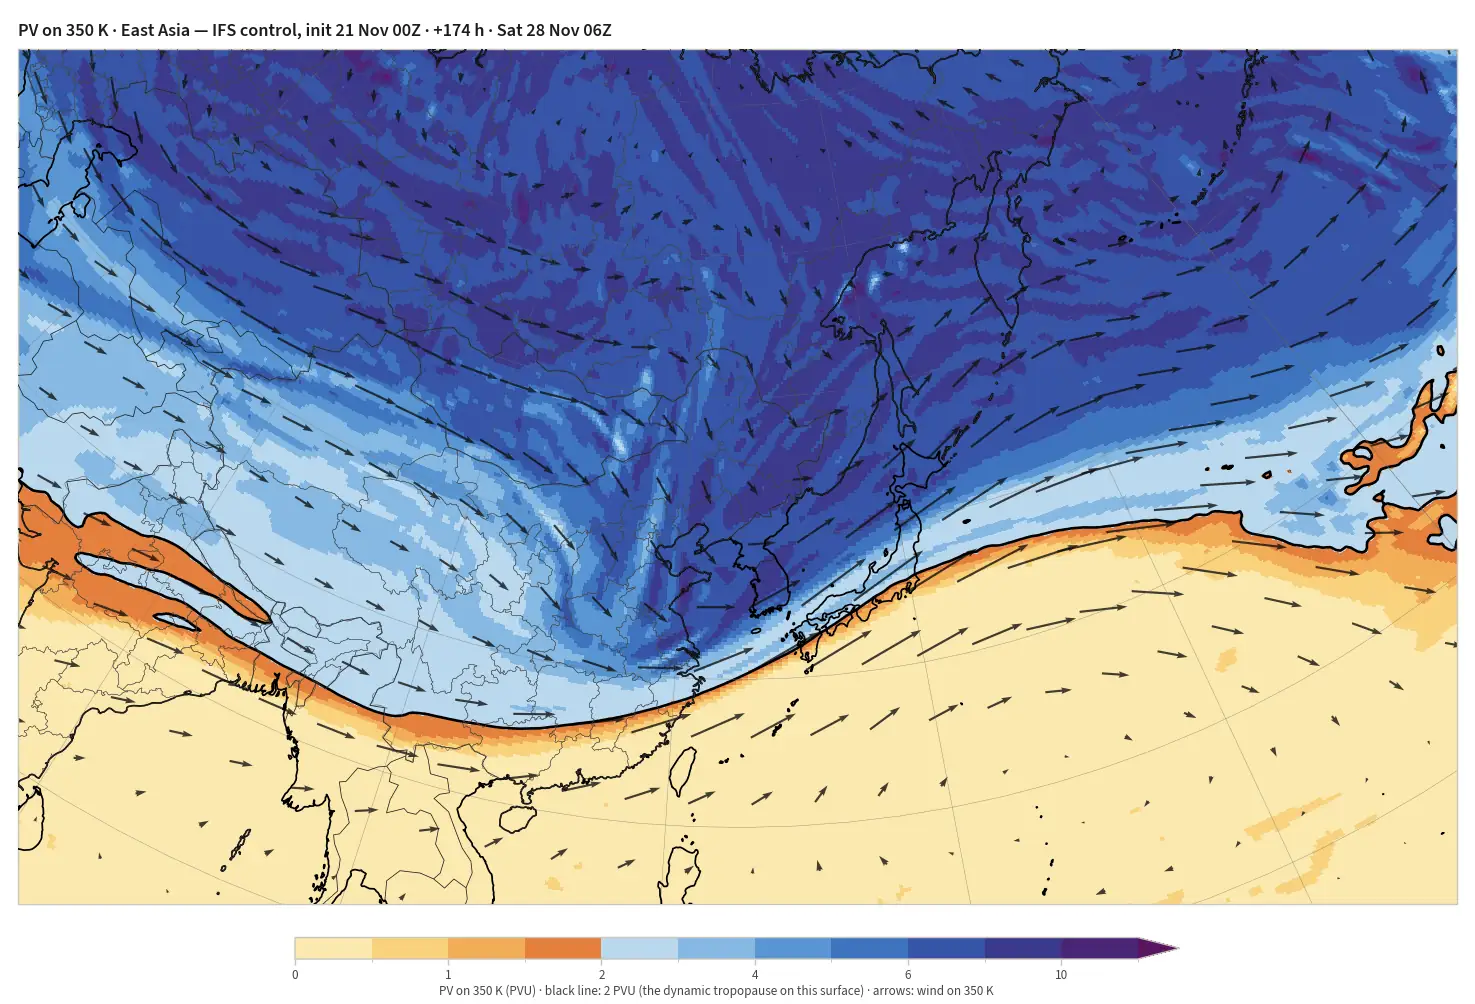 PV on 350 K · East Asia — IFS control, init 21 Nov 00Z · +174 h · Sat 28 Nov 06Z
0 1 2 4 6 10
PV on 350 K (PVU) · black line: 2 PVU (the dynamic tropopause on this surface) · arrows: wind on 350 K